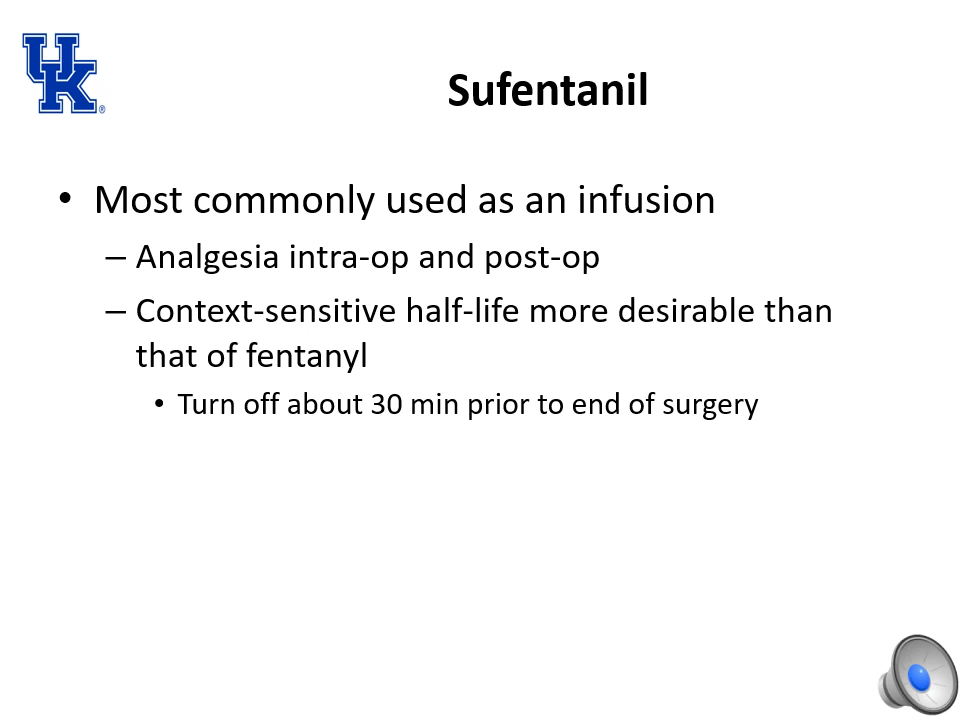 UK®
Sufentanil
• Most commonly used as an infusion
– Analgesia intra-op and post-op
– Context-sensitive half-life more desirable than
that of fentanyl
• Turn off about 30 min prior to end of surgery